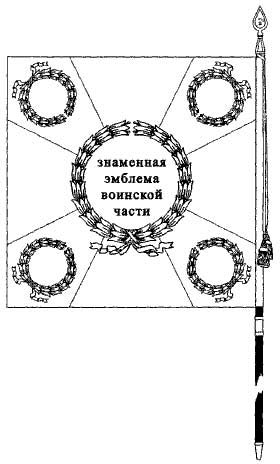 знаменная
эмблема
воинской
части